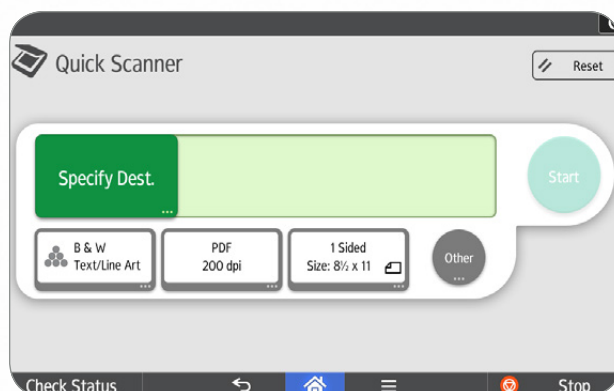 Quick Scanner
Reset
Specify Dest.
Start
B & W
Text/Line Art
PDF
200 dpi
1 Sided
Size: 8½ x 11
Other
Check Status
Stop